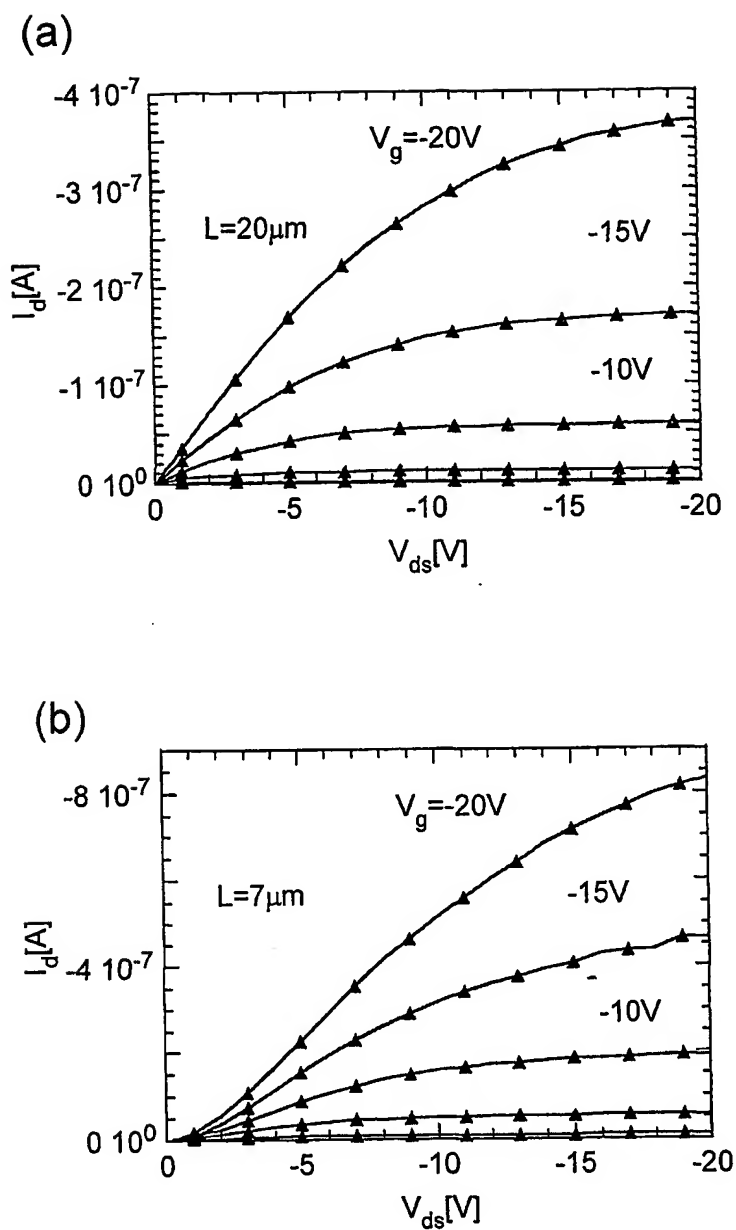 (a)
-4 10-7
Vg=-20V
-3 10-7
L=20μm
-15V
Id[A]
-2 10-7
-10V
-1 10-7
0 100
0 -5 -10 -15 -20
Vds[V]
(b)
-8 10-7
Vg=-20V
L=7μm
-15V
Id[A]
-4 10-7
-10V
0 100
0 -5 -10 -15 -20
Vds[V]